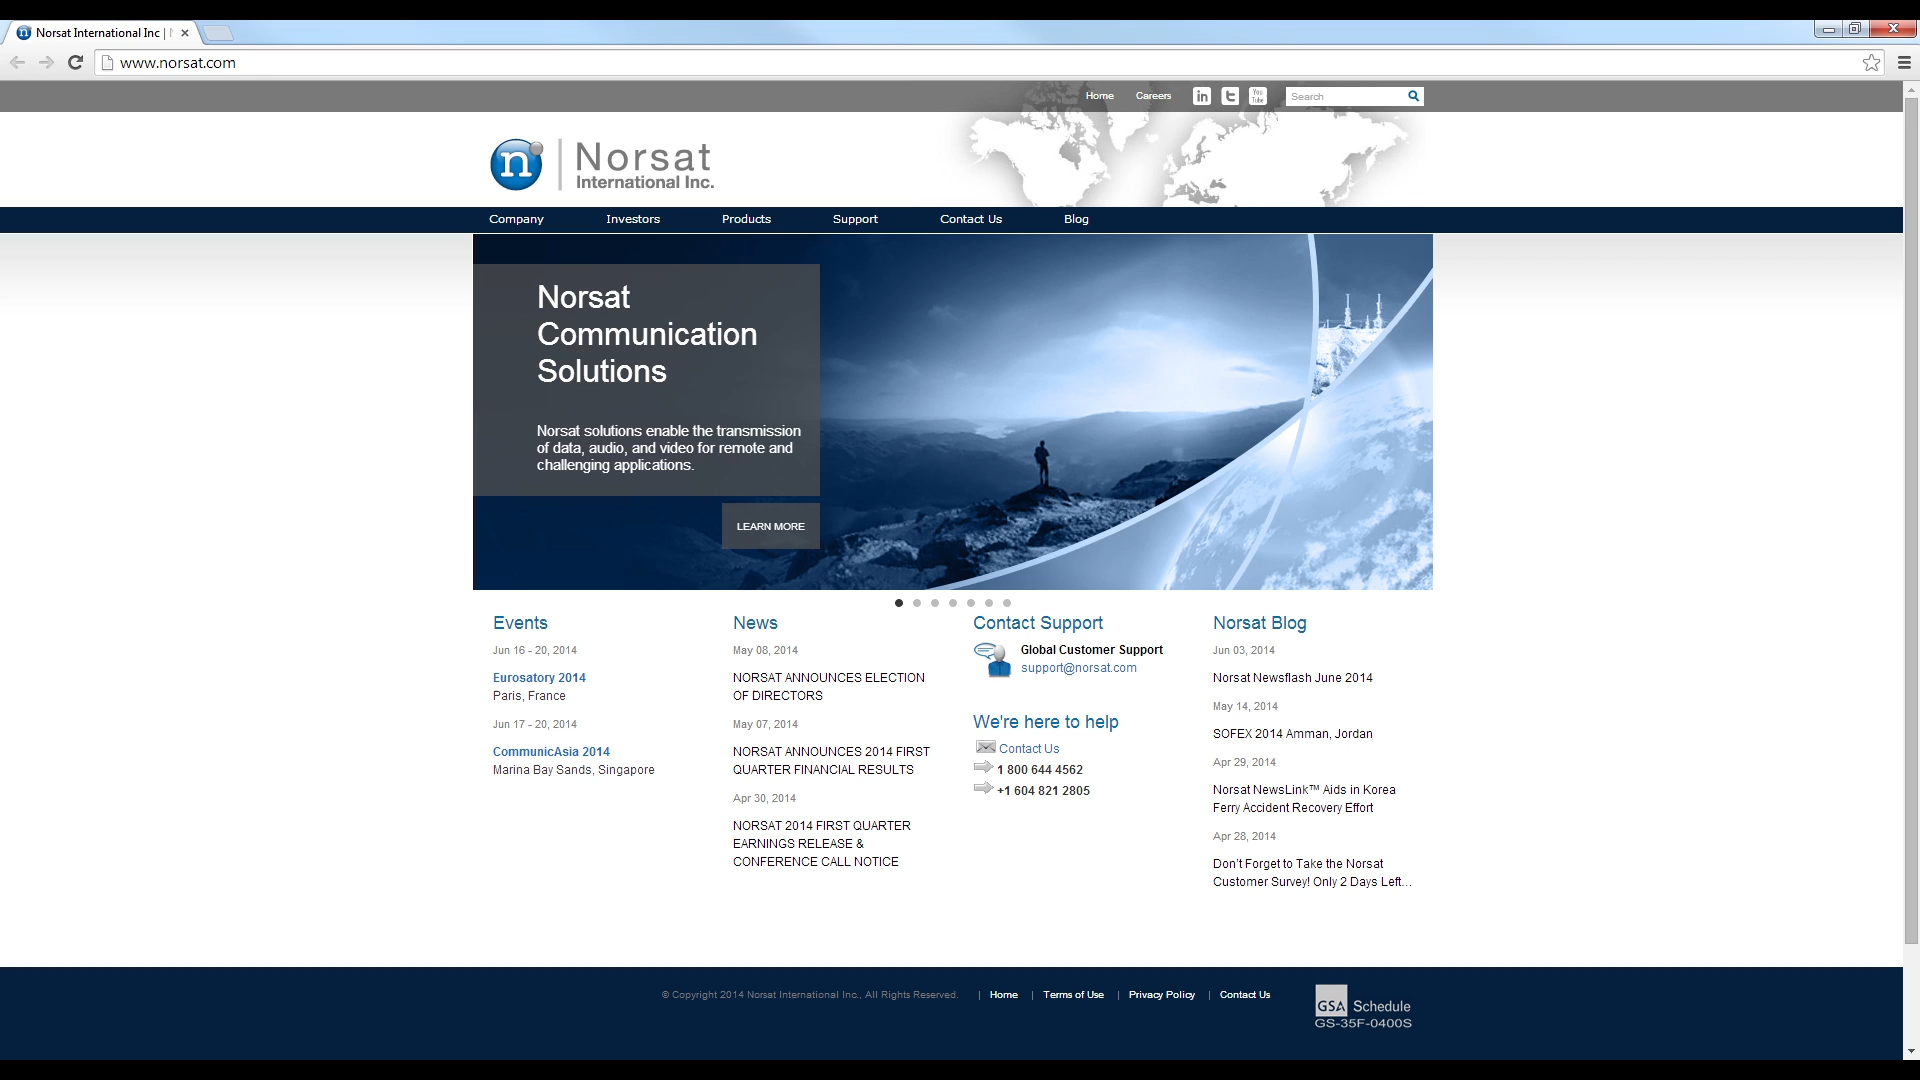 Norsat International Inc |
www.norsat.com
Home Careers in t You Tube Search
n Norsat
International Inc.
Company Investors Products Support Contact Us Blog
Norsat
Communication
Solutions
Norsat solutions enable the transmission
of data, audio, and video for remote and
challenging applications.
LEARN MORE
Events
Jun 16 - 20, 2014
Eurosatory 2014
Paris, France
Jun 17 - 20, 2014
CommunicAsia 2014
Marina Bay Sands, Singapore
News
May 08, 2014
NORSAT ANNOUNCES ELECTION
OF DIRECTORS
May 07, 2014
NORSAT ANNOUNCES 2014 FIRST
QUARTER FINANCIAL RESULTS
Apr 30, 2014
NORSAT 2014 FIRST QUARTER
EARNINGS RELEASE &
CONFERENCE CALL NOTICE
Contact Support
Global Customer Support
support@norsat.com
We're here to help
Contact Us
1 800 644 4562
+1 604 821 2805
Norsat Blog
Jun 03, 2014
Norsat Newsflash June 2014
May 14, 2014
SOFEX 2014 Amman, Jordan
Apr 29, 2014
Norsat NewsLink™ Aids in Korea
Ferry Accident Recovery Effort
Apr 28, 2014
Don't Forget to Take the Norsat
Customer Survey! Only 2 Days Left...
© Copyright 2014 Norsat International Inc., All Rights Reserved. | Home | Terms of Use | Privacy Policy | Contact Us
GSA Schedule
GS-35F-0400S